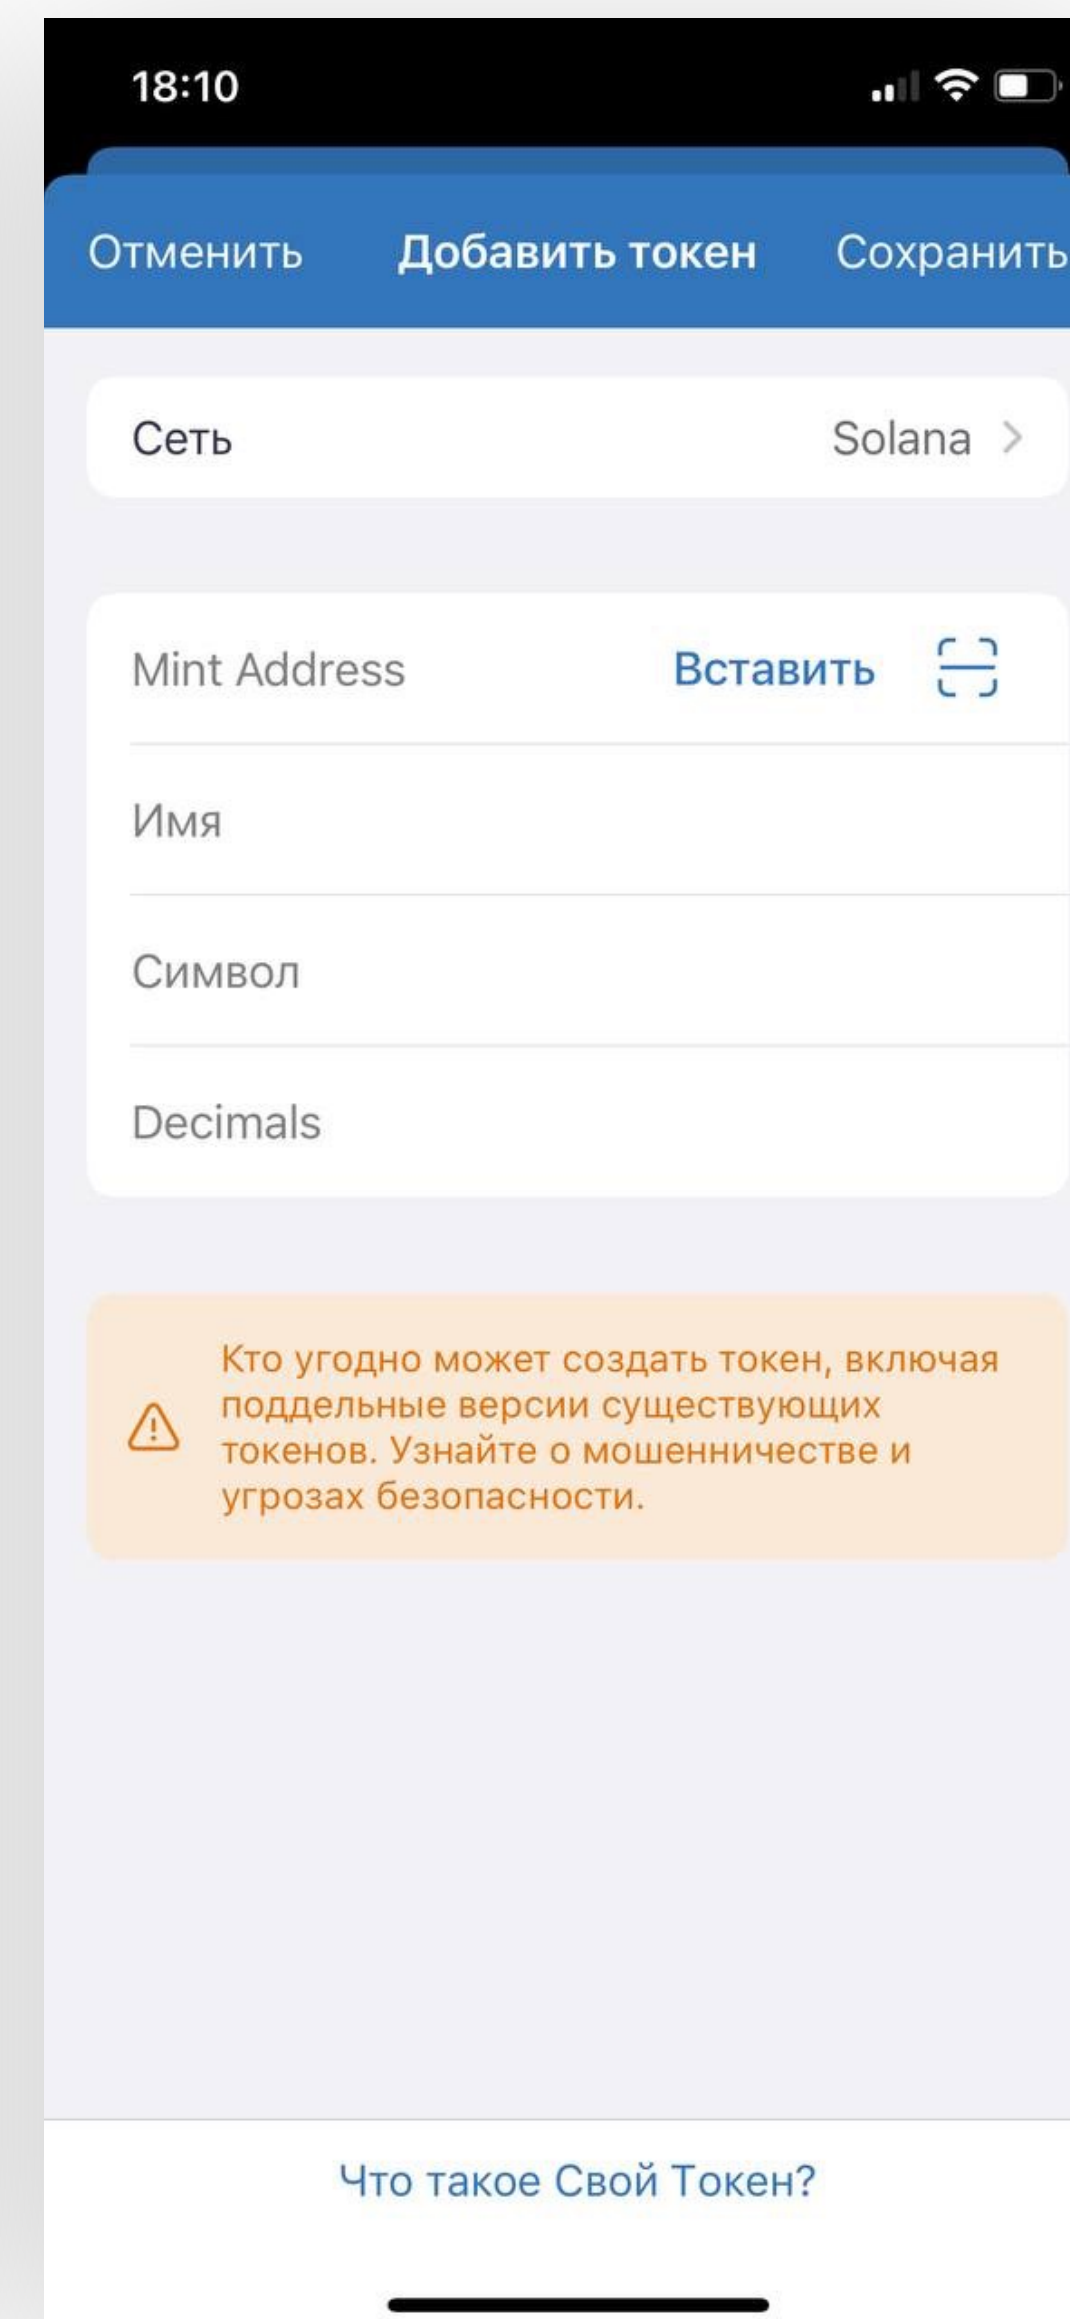 18:10
Отменить Добавить токен Сохранить
Сеть Solana
Mint Address Вставить
Имя
Символ
Decimals
Кто угодно может создать токен, включая
поддельные версии существующих
токенов. Узнайте о мошенничестве и
угрозах безопасности.
Что такое Свой Токен?